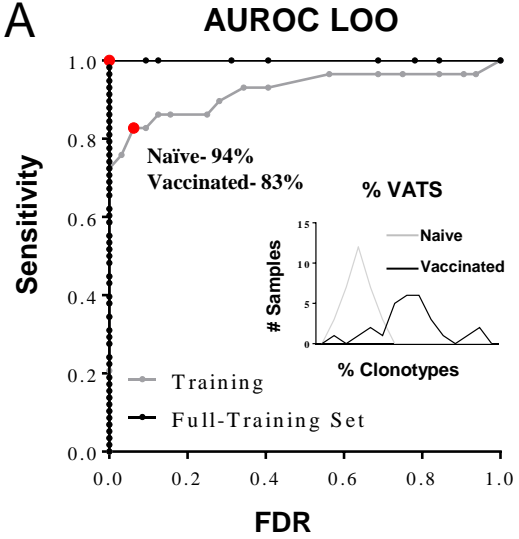 A
AUROC LOO
Sensitivity
1.0
0.8
0.6
0.4
0.2
0.0
Naïve- 94%
Vaccinated- 83%
% VATS
# Samples
15
10
5
0
Naive
Vaccinated
% Clonotypes
Training
Full-Training Set
0.0 0.2 0.4 0.6 0.8 1.0
FDR